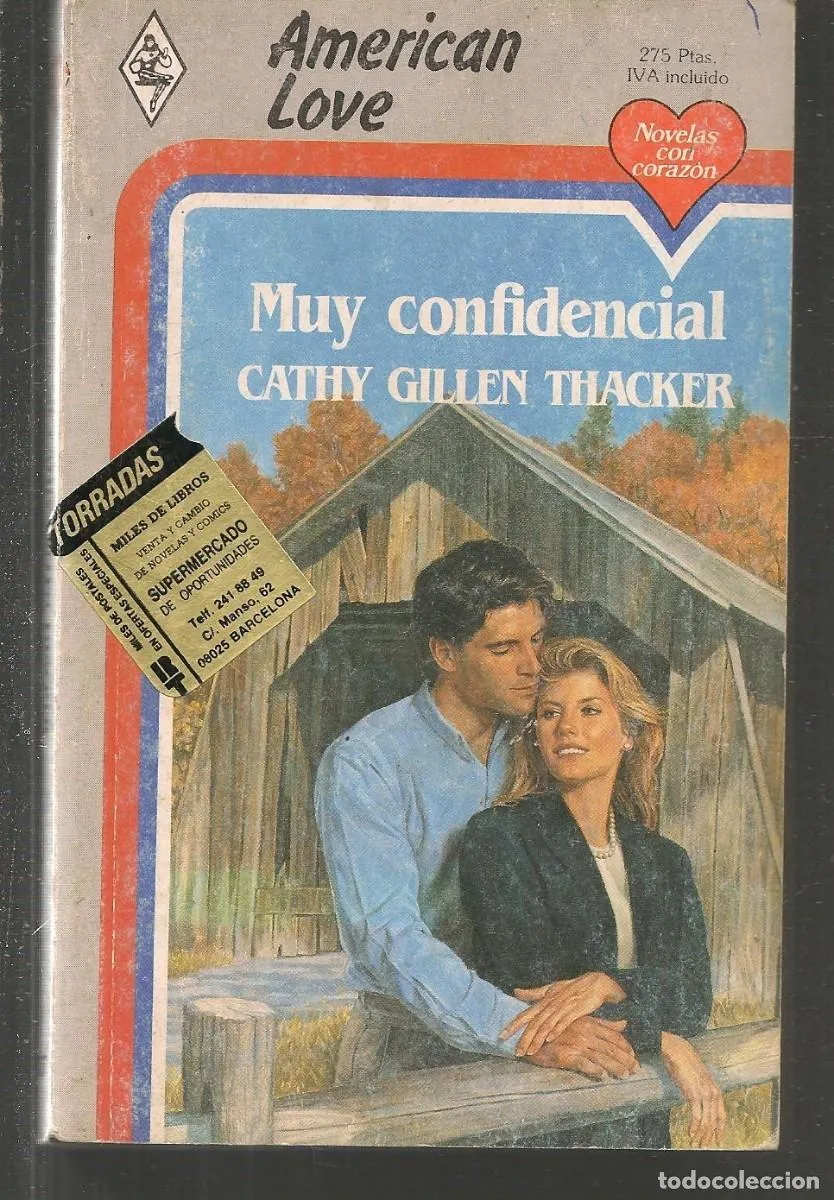 American
Love
275 Ptas.
IVA incluido
Novelas
con
corazón
Muy confidencial
CATHY GILLEN THACKER
TORRADAS
MILES DE LIBROS
VENTA Y CAMBIO
DE NOVELAS Y COMICS
SUPERMERCADO
DE OPORTUNIDADES
Telf. 241 88 49
C/. Manso, 62
08025 BARCELONA
MILES DE POSTALES
EN OFERTAS ESPECIALES
todocoleccion